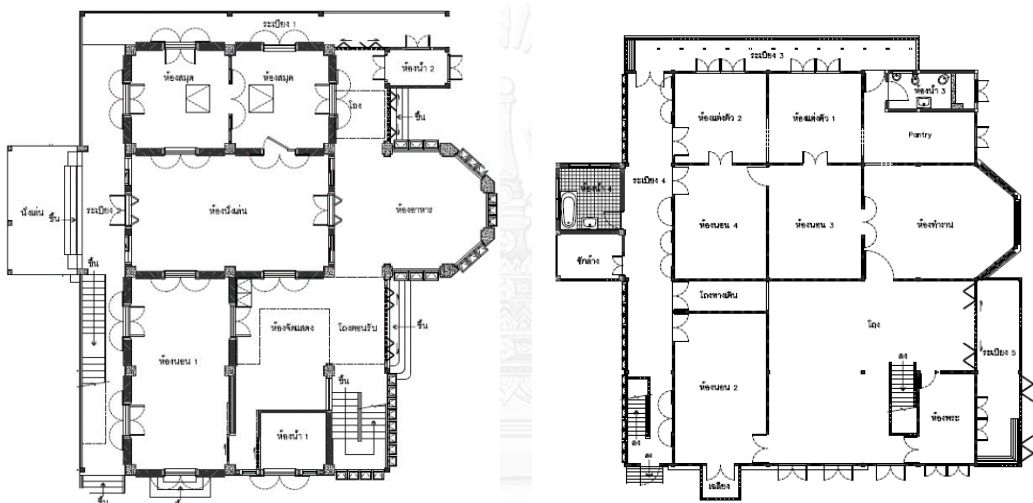 ระเบียง 1
ห้องสมุด
ห้องสมุด
ห้องน้ำ 2
โถง
ขึ้น
นั่งเล่น
ขึ้น
ระเบียง 2
ห้องนั่งเล่น
ห้องอาหาร
ห้องนอน 1
ห้องจัดแสดง
โถงตอนรับ
ขึ้น
ขึ้น
ห้องน้ำ 1
ขึ้น
ขึ้น
ระเบียง 3
ห้องแต่งตัว 2
ห้องแต่งตัว 1
ห้องน้ำ 3
Pantry
ระเบียง 4
ห้องน้ำ 4
ห้องนอน 4
ห้องนอน 3
ห้องทำงาน
ซักล้าง
โถงทางเดิน
โถง
ระเบียง 5
ห้องนอน 2
ลง
ห้องพระ
ลง
ลง
เฉลียง